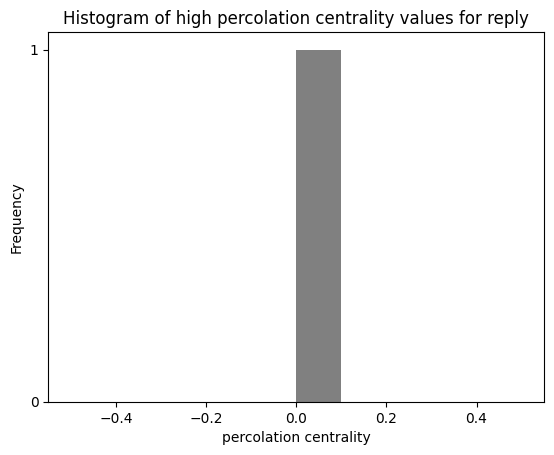 Histogram of high percolation centrality values for reply
1
Frequency
0
−0.4 −0.2 0.0 0.2 0.4
percolation centrality